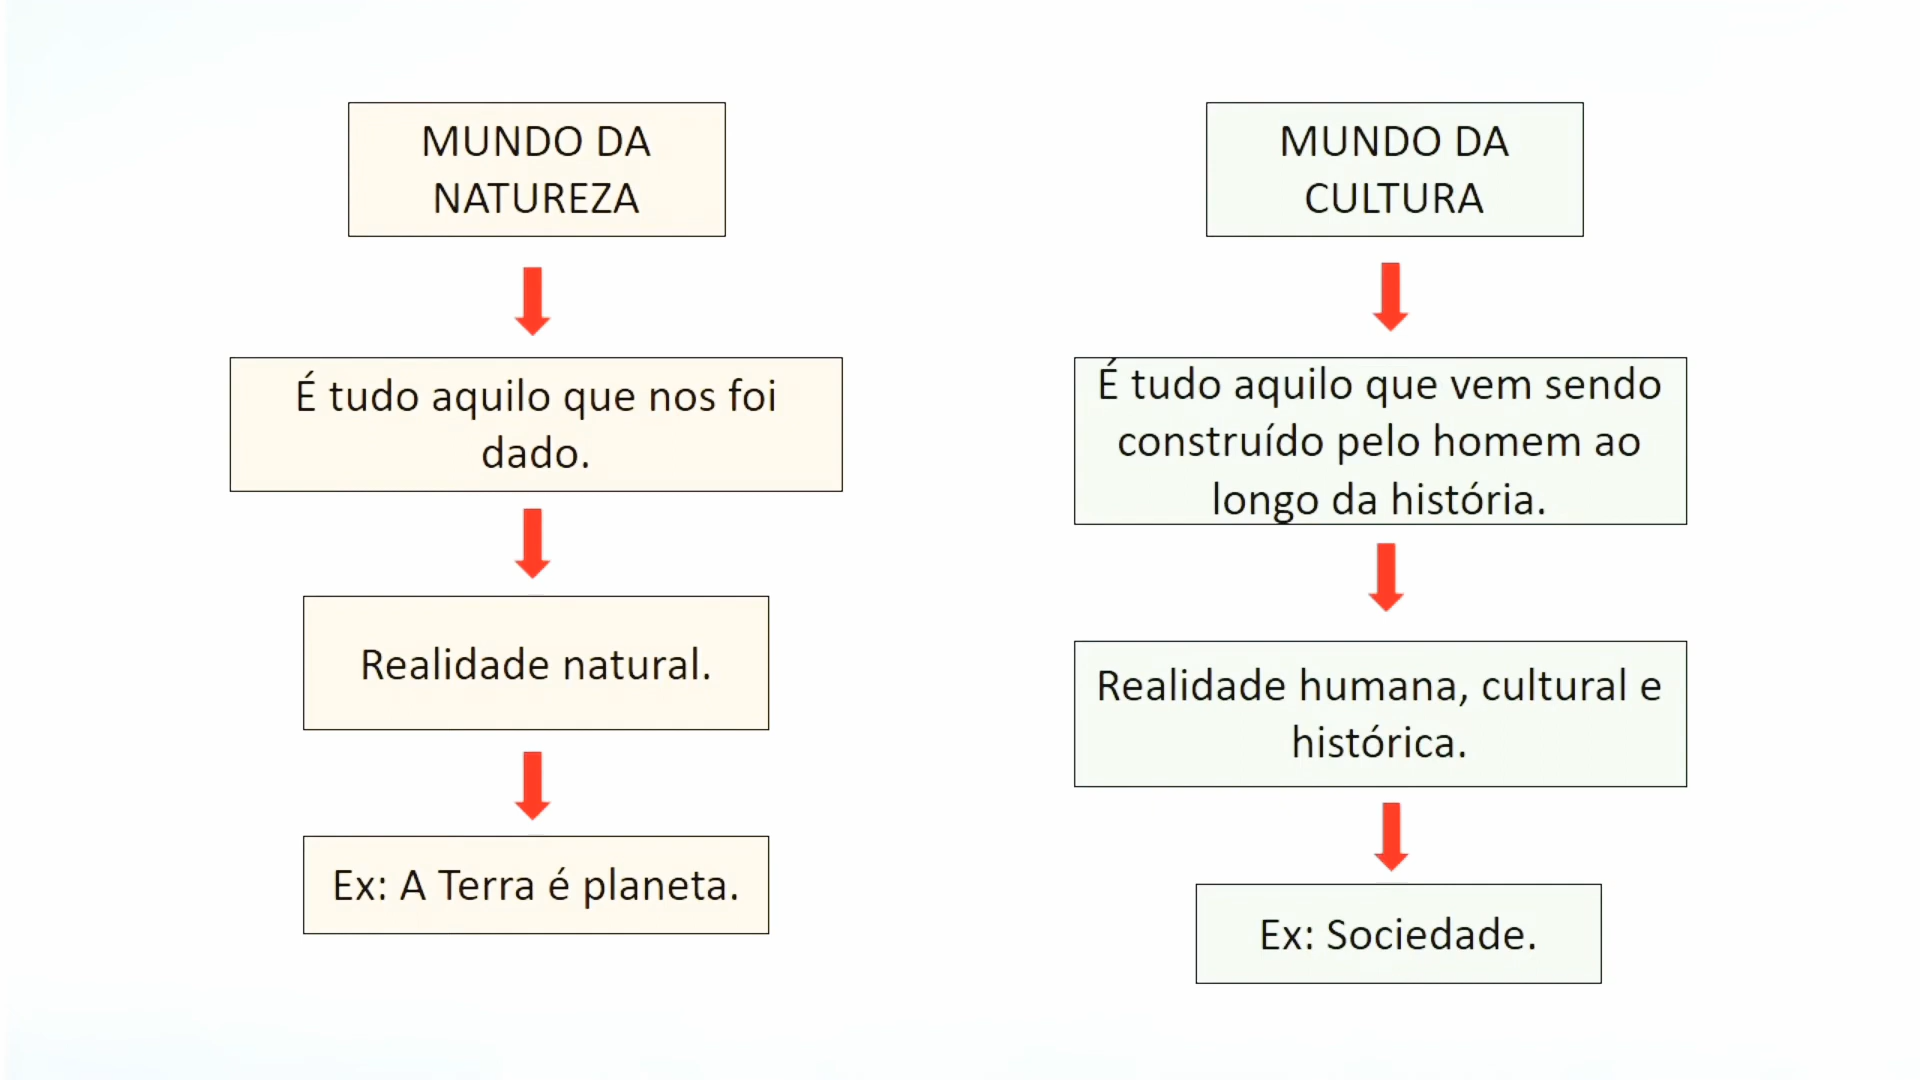 MUNDO DA
NATUREZA
É tudo aquilo que nos foi
dado.
Realidade natural.
Ex: A Terra é planeta.
MUNDO DA
CULTURA
É tudo aquilo que vem sendo
construído pelo homem ao
longo da história.
Realidade humana, cultural e
histórica.
Ex: Sociedade.